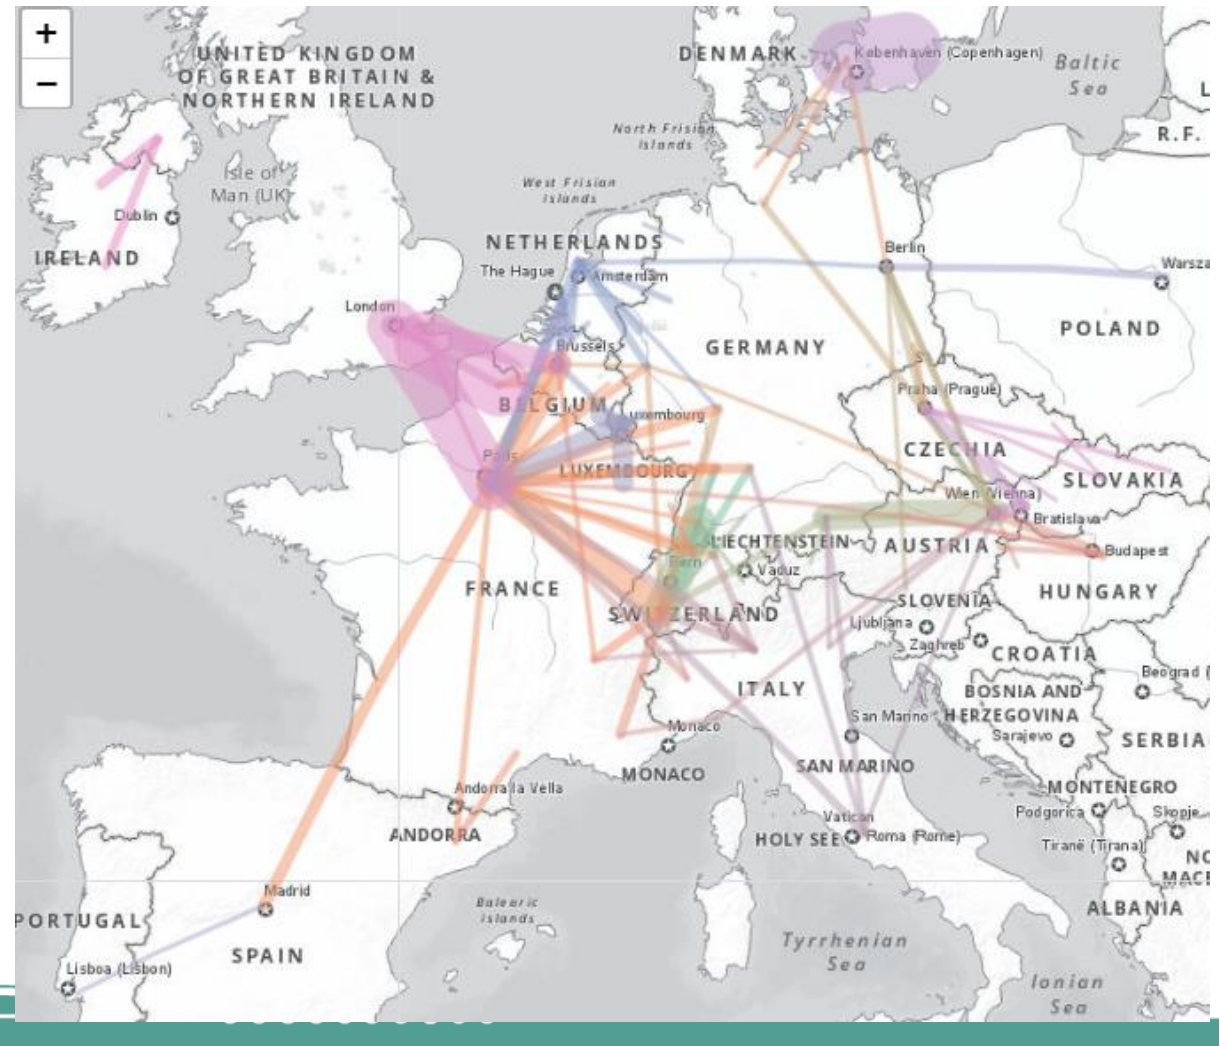 +
−
UNITED KINGDOM
OF GREAT BRITAIN &
NORTHERN IRELAND
DENMARK
København (Copenhagen)
Baltic
Sea
L
R.F.
North Frisian
Islands
Isle of
Man (UK)
West Frisian
Islands
Dublin
IRELAND
NETHERLANDS
The Hague
Amsterdam
Berlin
Warsza
London
POLAND
Brussels
GERMANY
Praha (Prague)
BELGIUM
uxembourg
CZECHIA
Paris
LUXEMBOURG
SLOVAKIA
Wien (Vienna)
Bratislava
LIECHTENSTEIN
AUSTRIA
Budapest
Bern
Vaduz
FRANCE
HUNGARY
SWITZERLAND
SLOVENIA
Ljubljana
Zaghreb
CROATIA
Beograd (
ITALY
BOSNIA AND
HERZEGOVINA
San Marino
Monaco
Sarajevo
SERBIA
MONACO
SAN MARINO
MONTENEGRO
Andorra la Vella
Podgorica
Skopje
Vatican
ANDORRA
HOLY SEE
Roma (Rome)
Tiranë (Tirana)
NO
MACE
Madrid
Balearic
Islands
ALBANIA
PORTUGAL
SPAIN
Tyrrhenian
Sea
Lisboa (Lisbon)
Ionian
Sea